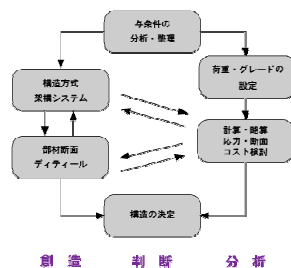 与条件の
分析・整理
構造方式
架構システム
荷重・グレードの
設定
部材断面
ディティール
計算・略算
応力・断面
コスト検討
構造の決定
創 造
判 断
分 析